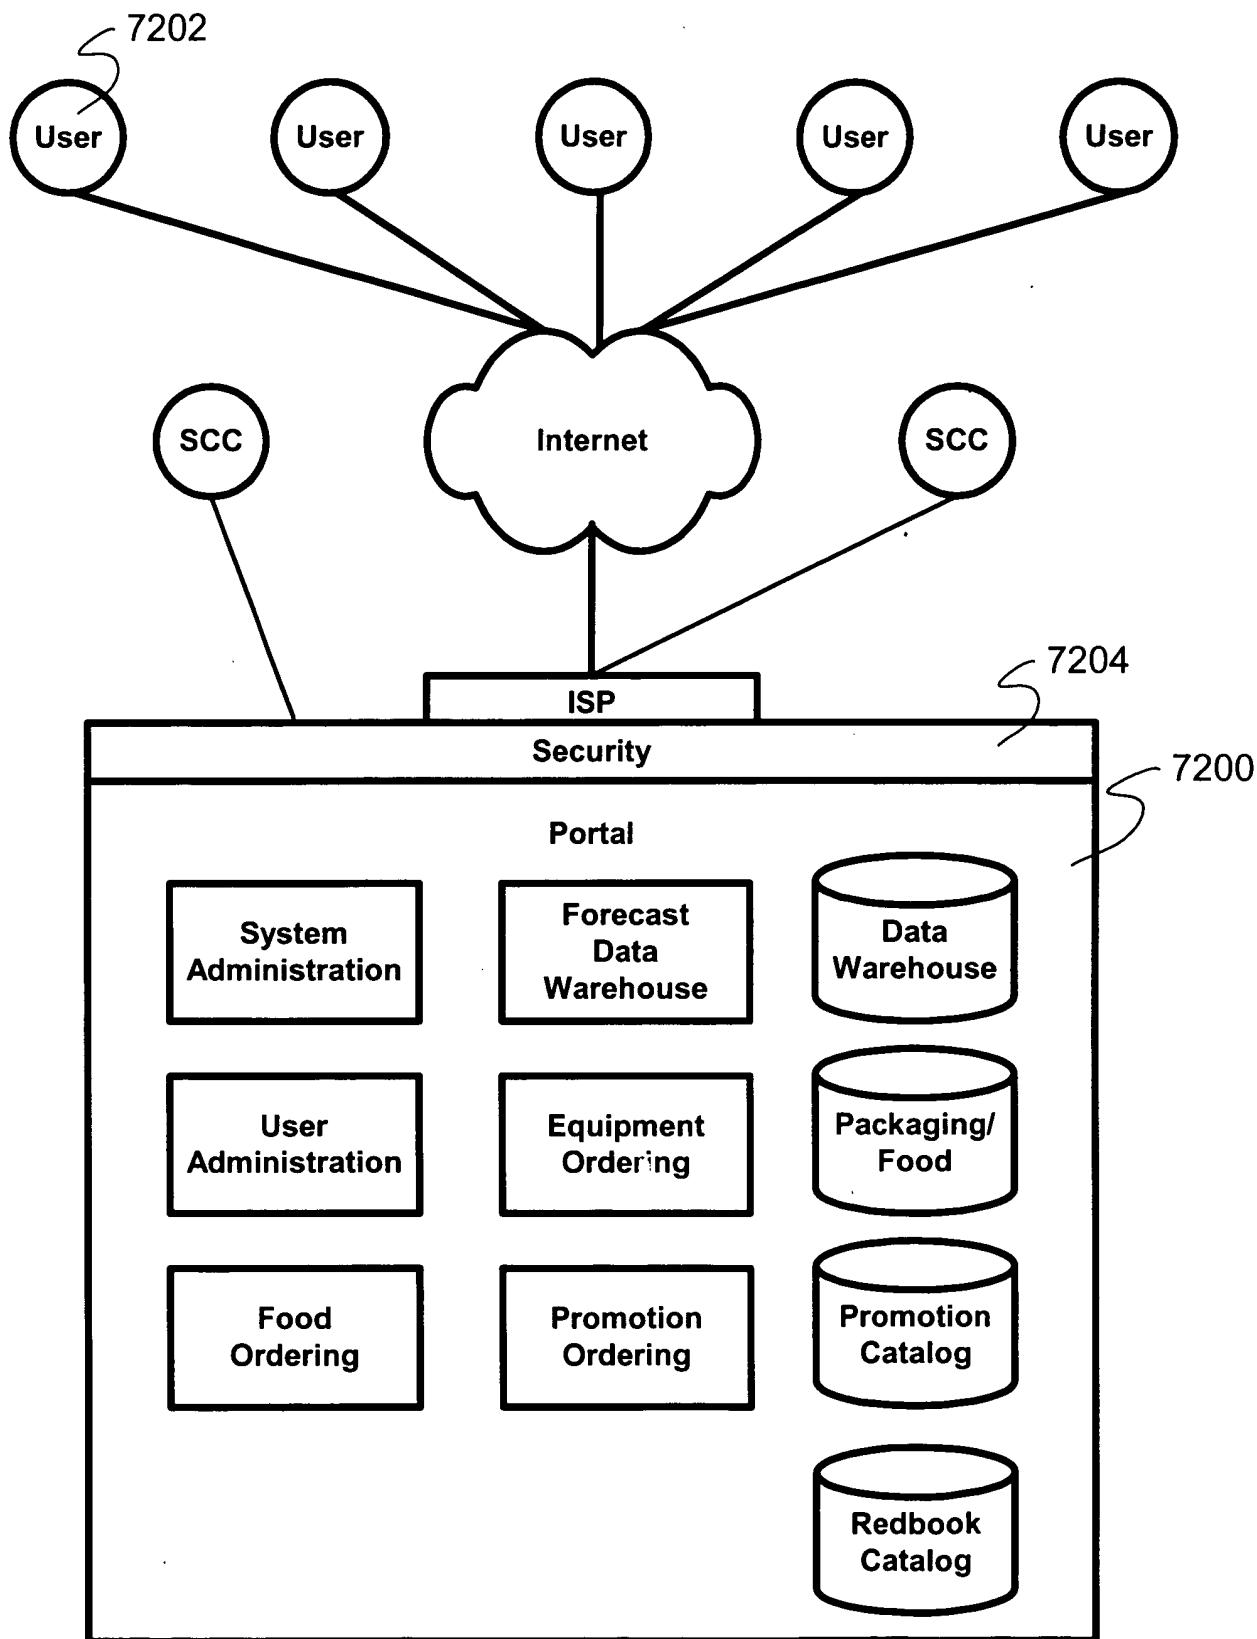 7202
User
User
User
User
User
SCC
Internet
SCC
7204
ISP
Security
7200
Portal
System
Administration
Forecast
Data
Warehouse
Data
Warehouse
User
Administration
Equipment
Ordering
Packaging/
Food
Food
Ordering
Promotion
Ordering
Promotion
Catalog
Redbook
Catalog